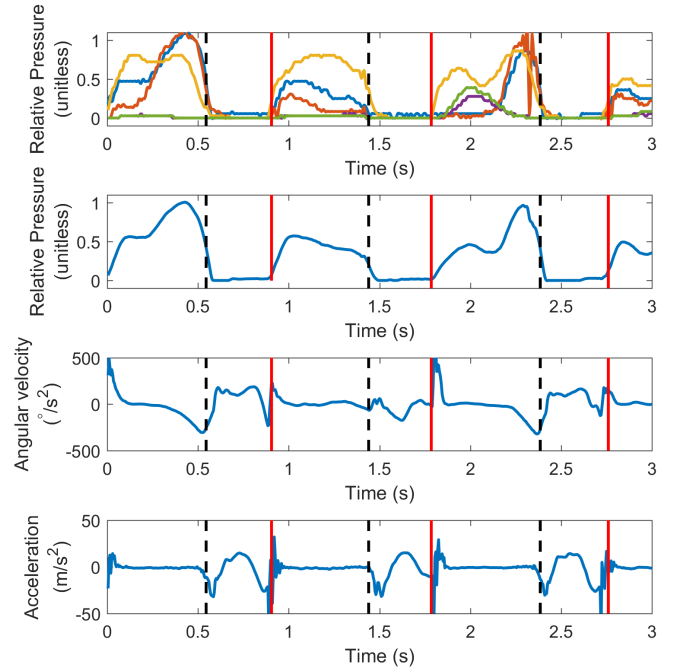 Relative Pressure
(unitless)
1
0.5
0
0 0.5 1 1.5 2 2.5 3
Time (s)
Relative Pressure
(unitless)
1
0.5
0
0 0.5 1 1.5 2 2.5 3
Time (s)
Angular velocity
(°/s²)
500
0
-500
0 0.5 1 1.5 2 2.5 3
Time (s)
Acceleration
(m/s²)
50
0
-50
0 0.5 1 1.5 2 2.5 3
Time (s)